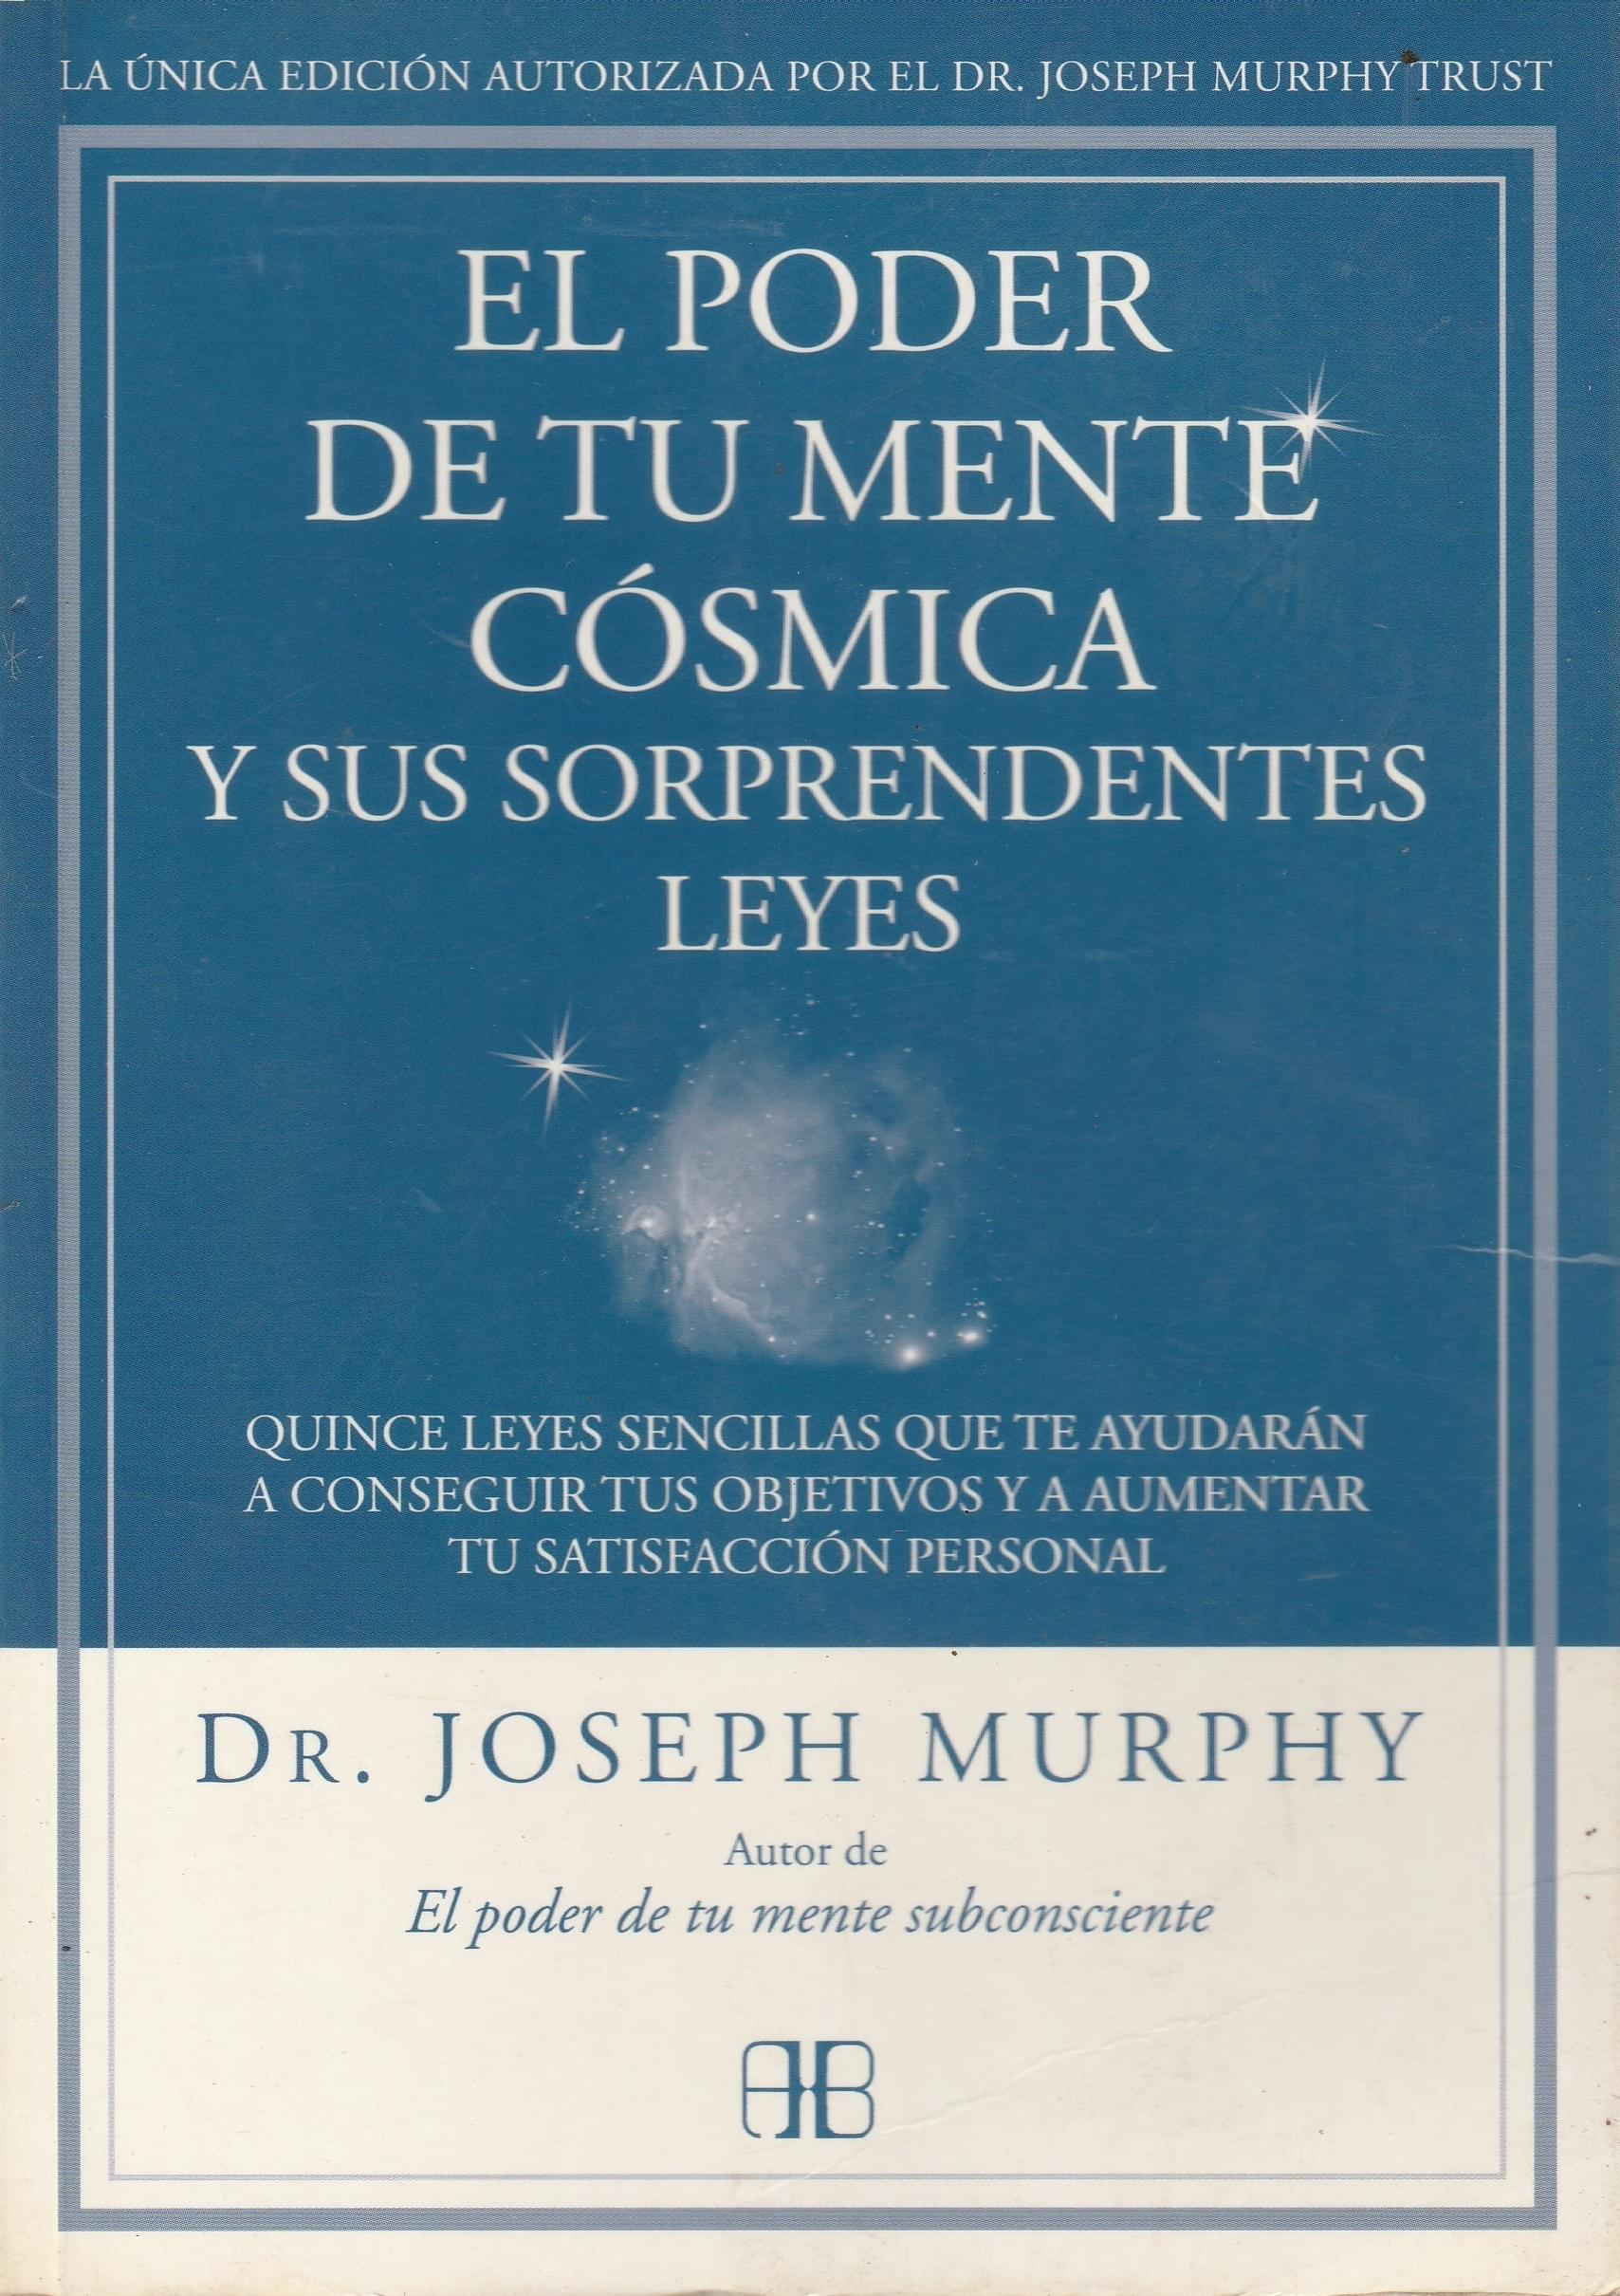 LA ÚNICA EDICIÓN AUTORIZADA POR EL DR. JOSEPH MURPHY TRUST
EL PODER
DE TU MENTE
CÓSMICA
Y SUS SORPRENDENTES
LEYES
QUINCE LEYES SENCILLAS QUE TE AYUDARÁN
A CONSEGUIR TUS OBJETIVOS Y A AUMENTAR
TU SATISFACCIÓN PERSONAL
DR. JOSEPH MURPHY
Autor de
El poder de tu mente subconsciente
AB